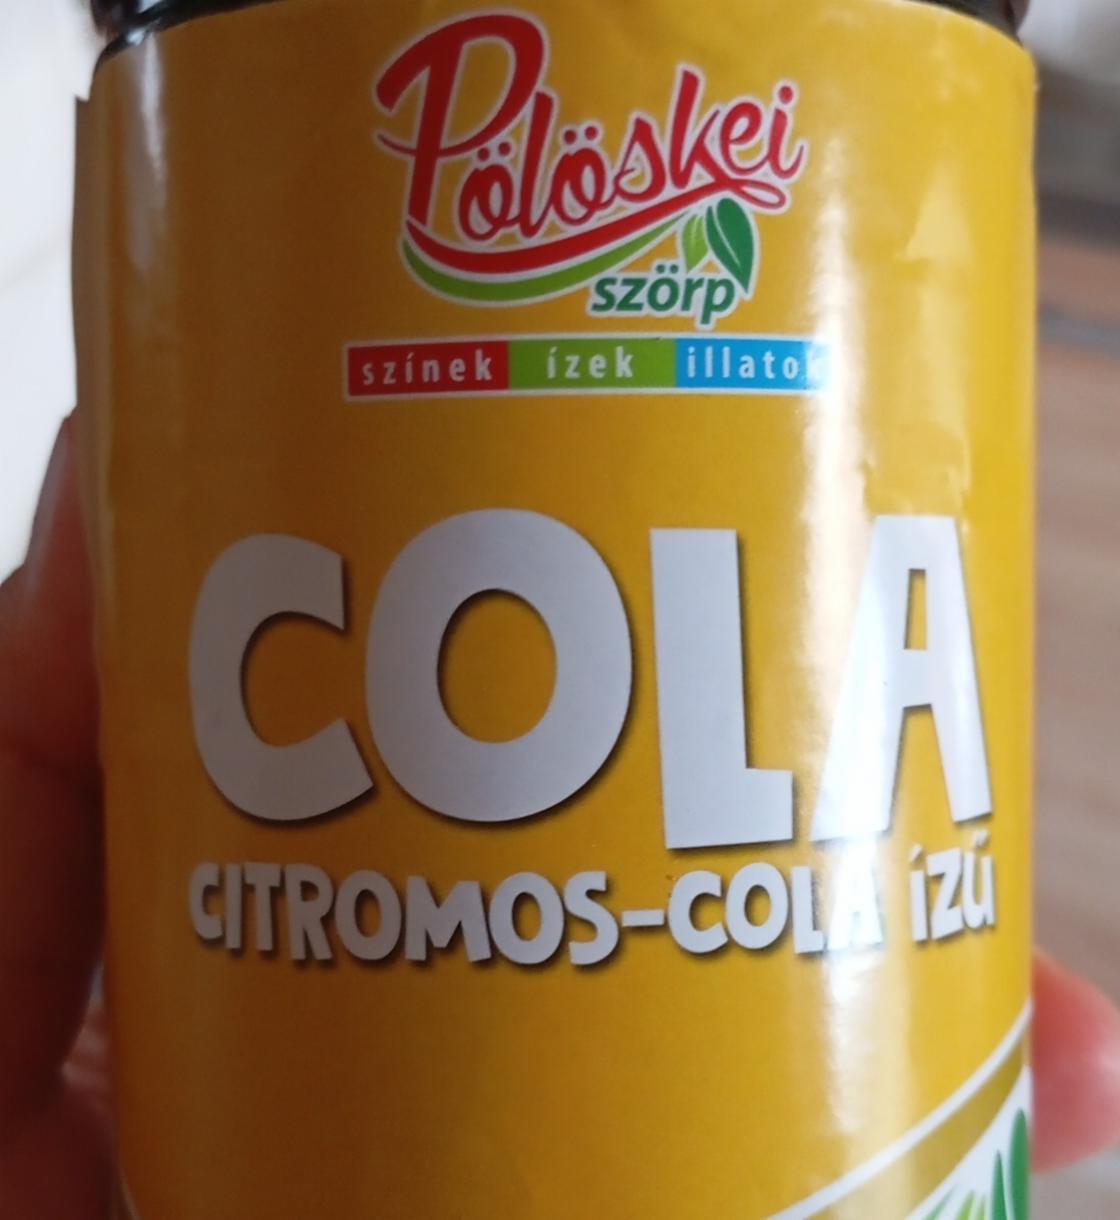 Pölöskei
szörp
színek ízek illatok
COLA
CITROMOS-COLA ÍZŰ